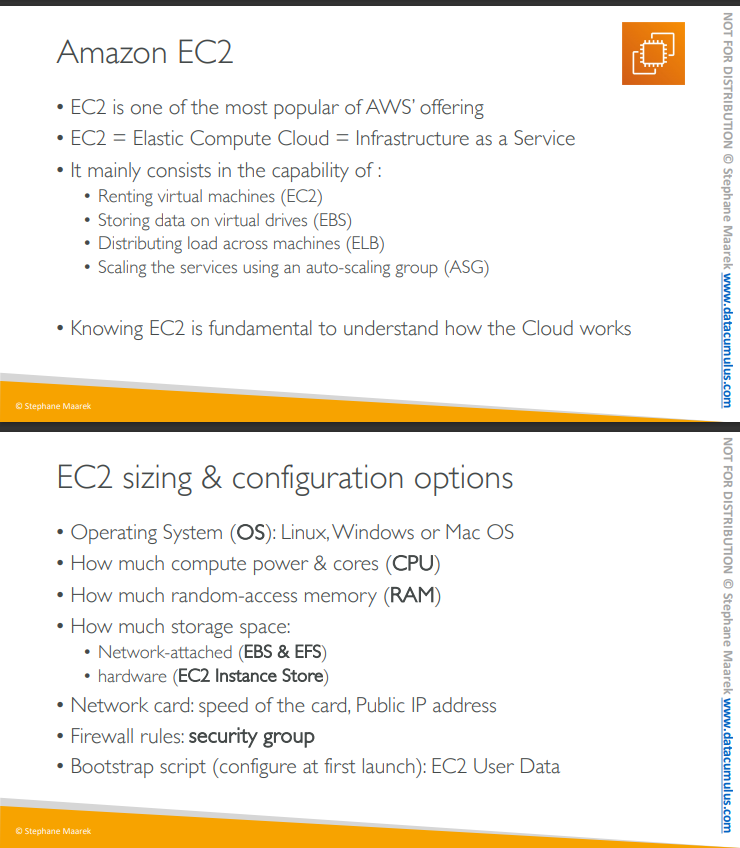 Amazon EC2
• EC2 is one of the most popular of AWS' offering
• EC2 = Elastic Compute Cloud = Infrastructure as a Service
• It mainly consists in the capability of :
• Renting virtual machines (EC2)
• Storing data on virtual drives (EBS)
• Distributing load across machines (ELB)
• Scaling the services using an auto-scaling group (ASG)
• Knowing EC2 is fundamental to understand how the Cloud works
© Stephane Maarek
NOT FOR DISTRIBUTION © Stephane Maarek www.datacumulus.com
EC2 sizing & configuration options
• Operating System (OS): Linux, Windows or Mac OS
• How much compute power & cores (CPU)
• How much random-access memory (RAM)
• How much storage space:
• Network-attached (EBS & EFS)
• hardware (EC2 Instance Store)
• Network card: speed of the card, Public IP address
• Firewall rules: security group
• Bootstrap script (configure at first launch): EC2 User Data
© Stephane Maarek
NOT FOR DISTRIBUTION © Stephane Maarek www.datacumulus.com